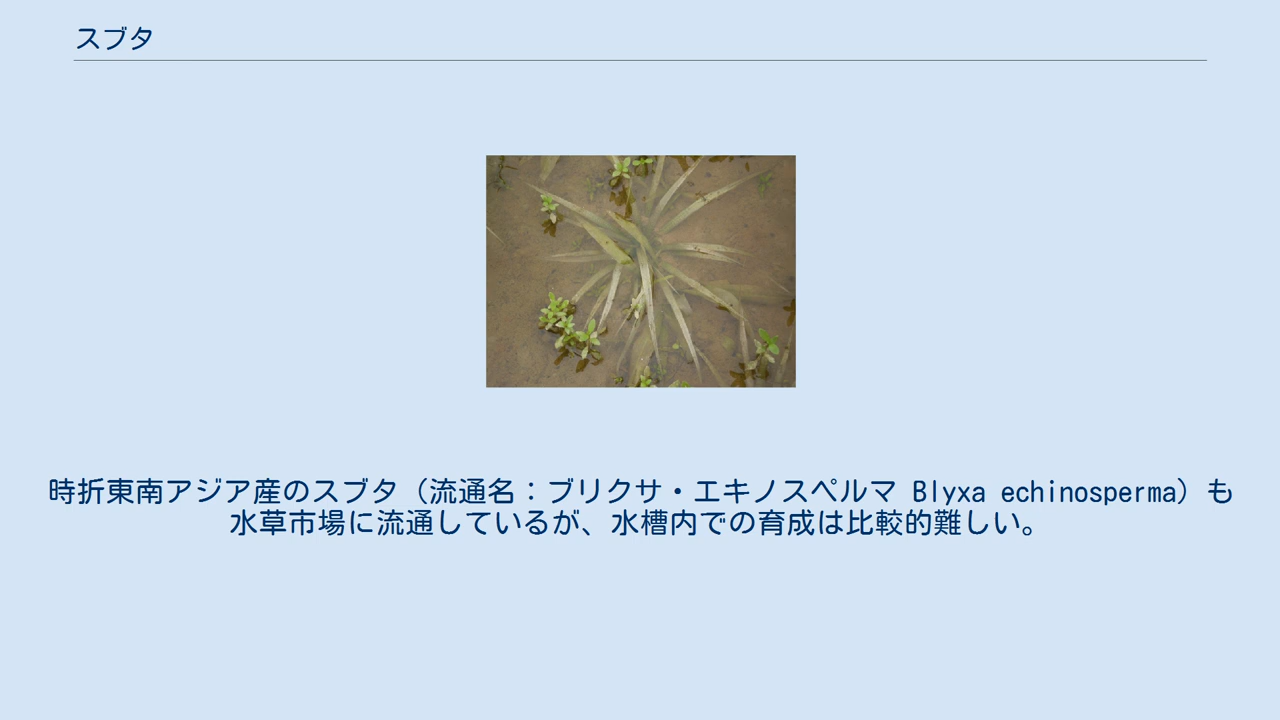 スブタ
時折東南アジア産のスブタ（流通名：ブリクサ・エキノスペルマ Blyxa echinosperma）も
水草市場に流通しているが、水槽内での育成は比較的難しい。